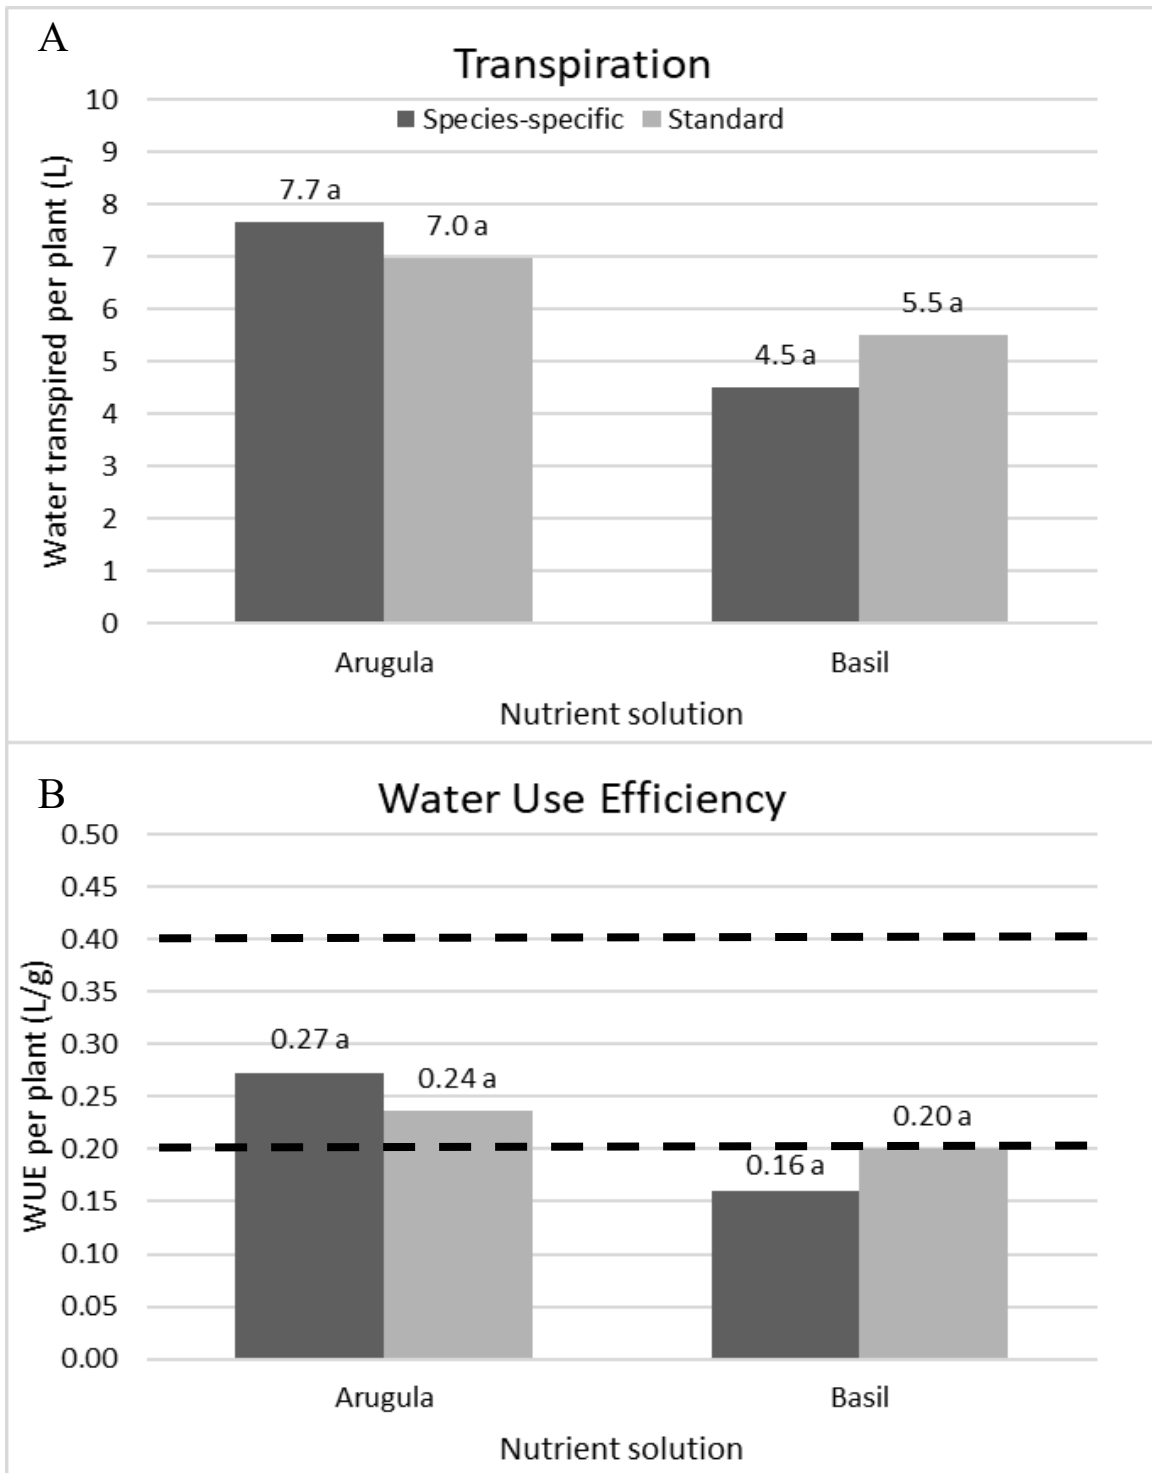 A
Transpiration
Species-specific Standard
Water transpired per plant (L)
10
9
8
7
6
5
4
3
2
1
0
7.7 a
7.0 a
4.5 a
5.5 a
Arugula Basil
Nutrient solution
B
Water Use Efficiency
WUE per plant (L/g)
0.50
0.45
0.40
0.35
0.30
0.25
0.20
0.15
0.10
0.05
0.00
0.27 a
0.24 a
0.16 a
0.20 a
Arugula Basil
Nutrient solution